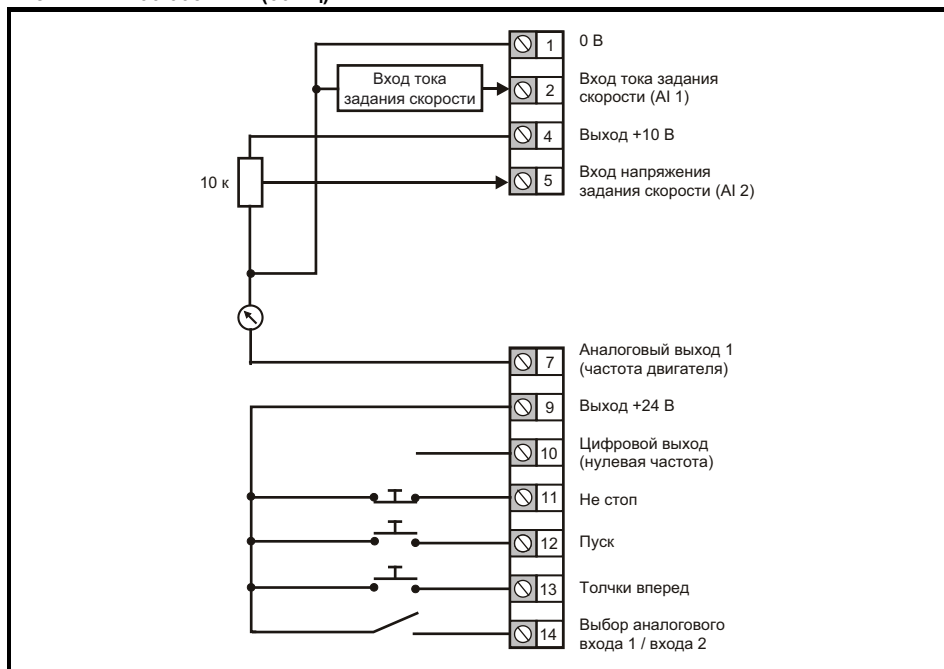 1
0 В
Вход тока
задания скорости
2
Вход тока задания
скорости (AI 1)
4
Выход +10 В
10 к
5
Вход напряжения
задания скорости (AI 2)
7
Аналоговый выход 1
(частота двигателя)
9
Выход +24 В
10
Цифровой выход
(нулевая частота)
11
Не стоп
12
Пуск
13
Толчки вперед
14
Выбор аналогового
входа 1 / входа 2